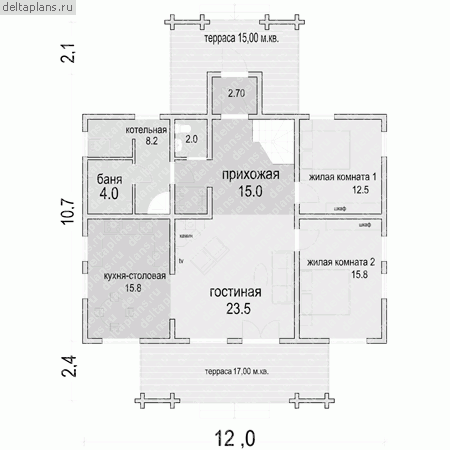 deltaplans.ru
2,1
терраса 15,00 м.кв.
2.70
котельная
8.2
2.0
баня
4.0
прихожая
15.0
жилая комната 1
12.5
шкаф
10.7
шкаф
камин
tv
кухня-столовая
15.8
гостиная
23.5
жилая комната 2
15.8
2,4
терраса 17,00 м.кв.
12 ,0